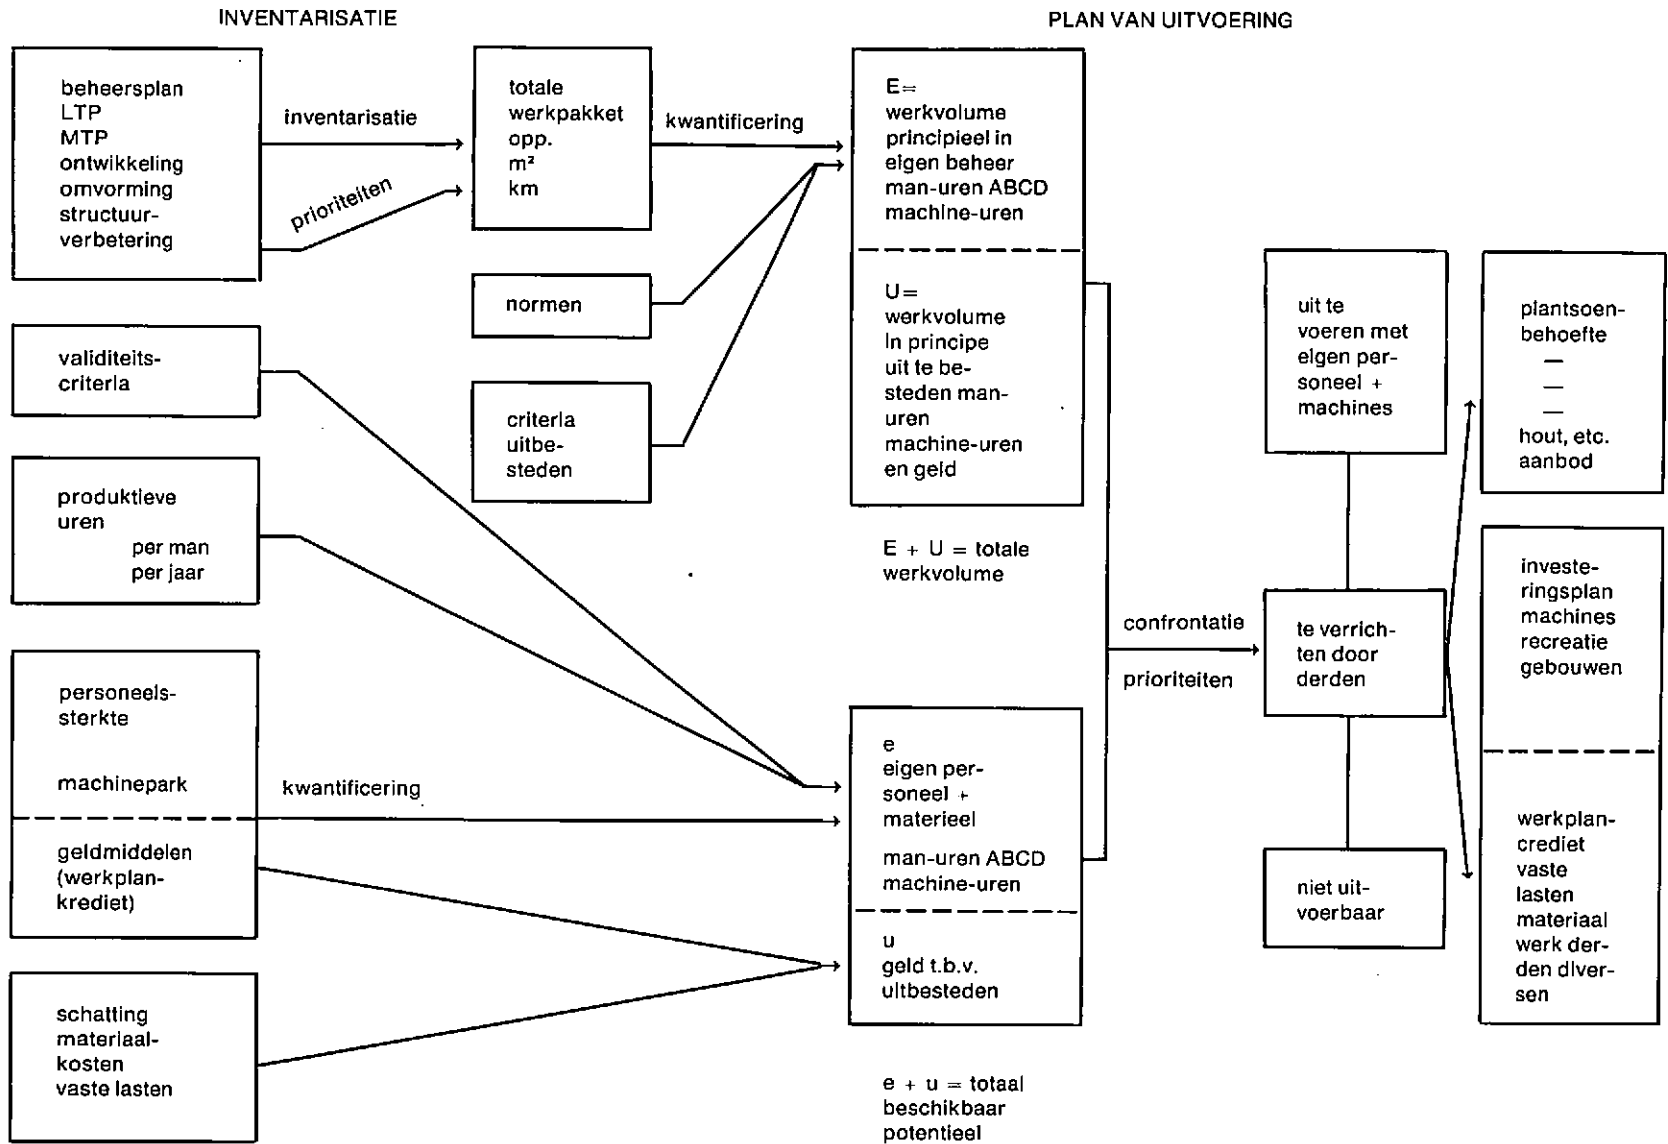 INVENTARISATIE
PLAN VAN UITVOERING
beheersplan
LTP
MTP
ontwikkeling
omvorming
structuur-
verbetering
inventarisatie
prioriteiten
totale
werkpakket
opp.
m²
km
kwantificering
normen
criteria
uitbe-
steden
validiteits-
criteria
produktieve
uren
per man
per jaar
personeels-
sterkte
machinepark
geldmiddelen
(werkplan-
krediet)
kwantificering
schatting
materiaal-
kosten
vaste lasten
E=
werkvolume
principieel in
eigen beheer
man-uren ABCD
machine-uren
U=
werkvolume
in principe
uit te be-
steden man-
uren
machine-uren
en geld
E + U = totale
werkvolume
e
eigen per-
soneel +
materieel
man-uren ABCD
machine-uren
u
geld t.b.v.
uitbesteden
e + u = totaal
beschikbaar
potentieel
confrontatie
prioriteiten
uit te
voeren met
eigen per-
soneel +
machines
te verrich-
ten door
derden
niet uit-
voerbaar
plantsoen-
behoefte
—
—
—
hout, etc.
aanbod
investe-
ringsplan
machines
recreatie
gebouwen
werkplan-
crediet
vaste
lasten
materiaal
werk der-
den diver-
sen